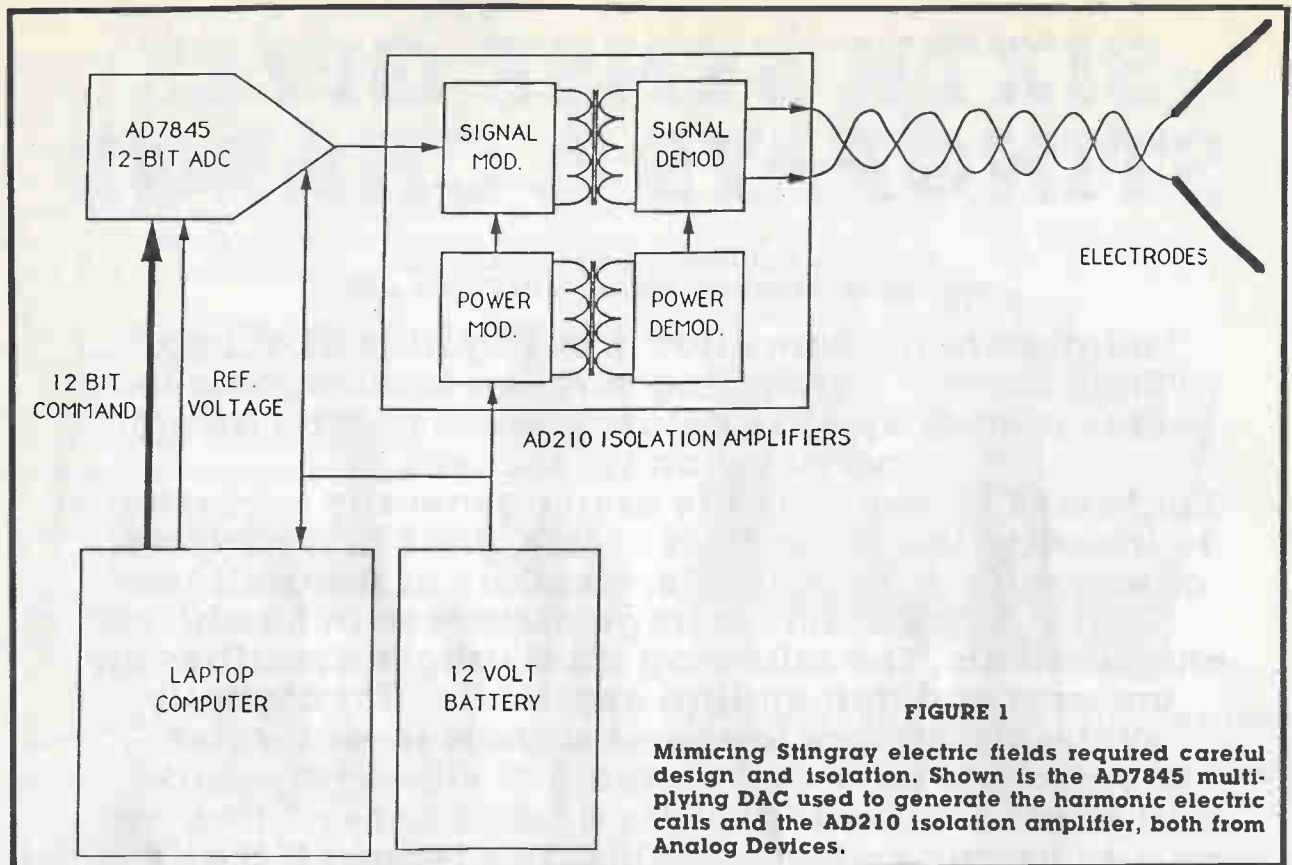 AD7845
12-BIT ADC
SIGNAL
MOD.
SIGNAL
DEMOD
POWER
MOD.
POWER
DEMOD.
ELECTRODES
12 BIT
COMMAND
REF.
VOLTAGE
AD210 ISOLATION AMPLIFIERS
LAPTOP
COMPUTER
12 VOLT
BATTERY
FIGURE 1
Mimicing Stingray electric fields required careful
design and isolation. Shown is the AD7845 multi-
plying DAC used to generate the harmonic electric
calls and the AD210 isolation amplifier, both from
Analog Devices.